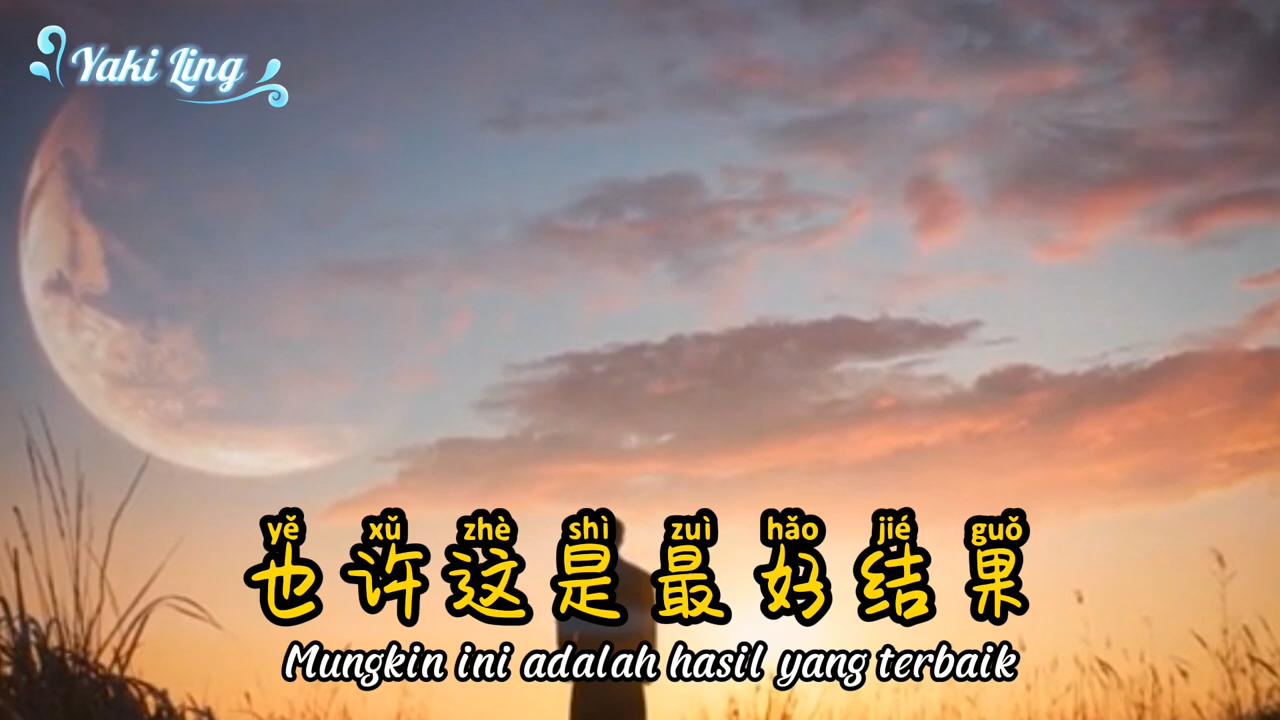 Yaki Ling
yě xǔ zhè shì zuì hǎo jié guǒ
也许这是最好结果
Mungkin ini adalah hasil yang terbaik